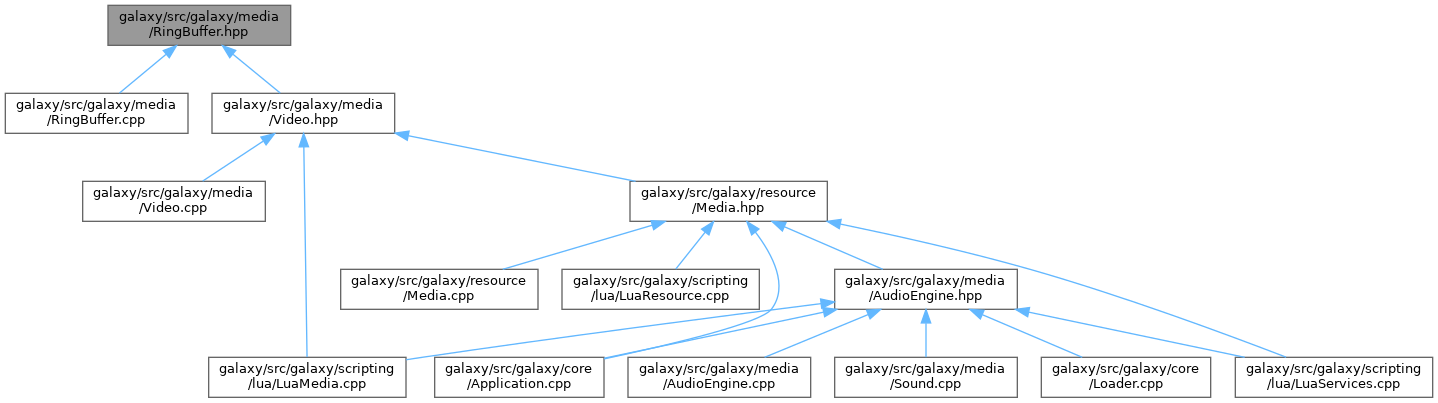 galaxy/src/galaxy/media
/RingBuffer.hpp
galaxy/src/galaxy/media
/RingBuffer.cpp
galaxy/src/galaxy/media
/Video.hpp
galaxy/src/galaxy/media
/Video.cpp
galaxy/src/galaxy/resource
/Media.hpp
galaxy/src/galaxy/resource
/Media.cpp
galaxy/src/galaxy/scripting
lua/LuaResource.cpp
galaxy/src/galaxy/media
/AudioEngine.hpp
galaxy/src/galaxy/scripting
/lua/LuaMedia.cpp
galaxy/src/galaxy/core
/Application.cpp
galaxy/src/galaxy/media
/AudioEngine.cpp
galaxy/src/galaxy/media
/Sound.cpp
galaxy/src/galaxy/core
/Loader.cpp
galaxy/src/galaxy/scripting
/lua/LuaServices.cpp